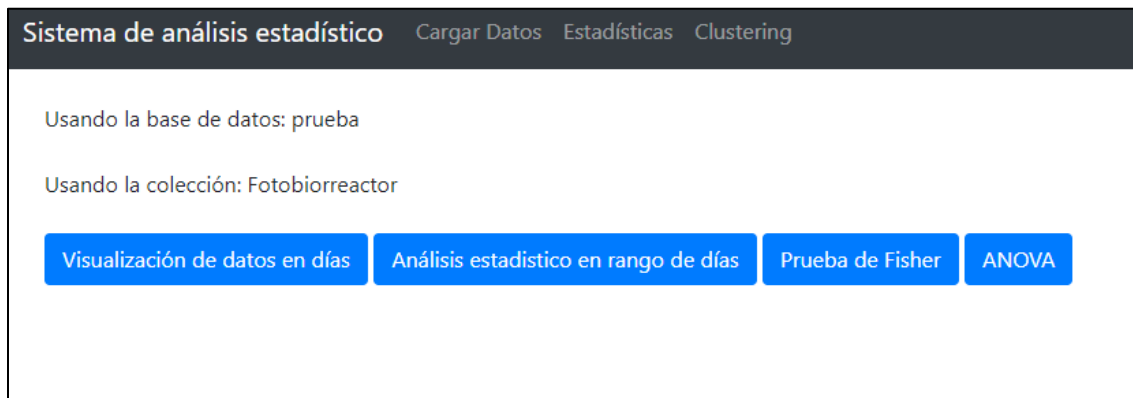 Sistema de análisis estadístico Cargar Datos Estadísticas Clustering
Usando la base de datos: prueba
Usando la colección: Fotobiorreactor
Visualización de datos en días Análisis estadistico en rango de días Prueba de Fisher ANOVA